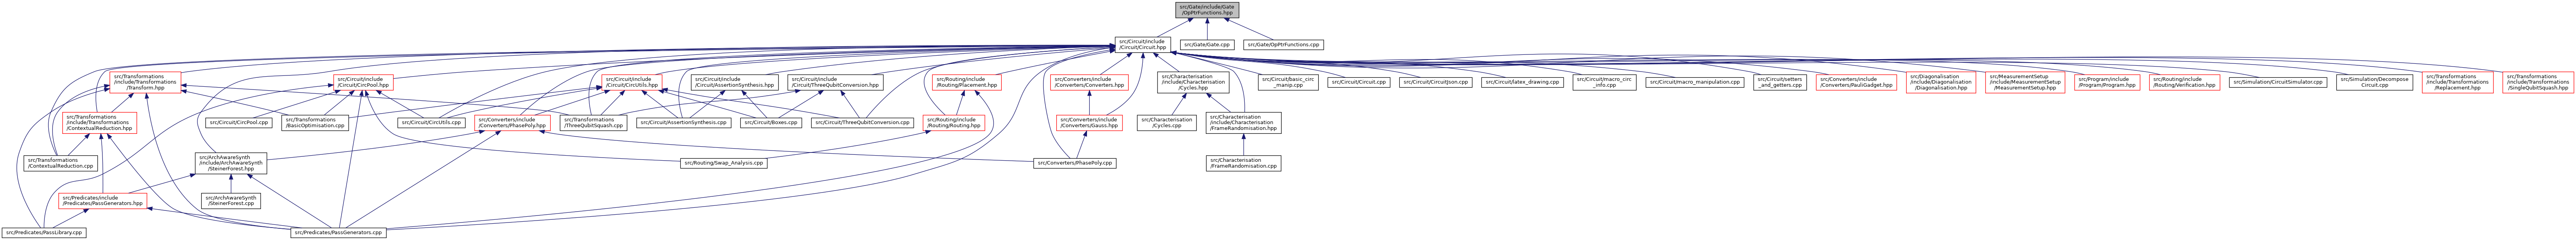 src/Gate/include/Gate
/OpPtrFunctions.hpp
src/Circuit/include
/Circuit/Circuit.hpp
src/Gate/Gate.cpp
src/Gate/OpPtrFunctions.cpp
src/Transformations
/include/Transformations
/Transform.hpp
src/Circuit/include
/Circuit/CircPool.hpp
src/Circuit/include
/Circuit/CircUtils.hpp
src/Circuit/include
/Circuit/AssertionSynthesis.hpp
src/Circuit/include
/Circuit/ThreeQubitConversion.hpp
src/Routing/include
/Routing/Placement.hpp
src/Converters/include
/Converters/Converters.hpp
src/Characterisation
/include/Characterisation
/Cycles.hpp
src/Circuit/basic_circ
_manip.cpp
src/Circuit/Circuit.cpp
src/Circuit/CircuitJson.cpp
src/Circuit/latex_drawing.cpp
src/Circuit/macro_circ
_info.cpp
src/Circuit/macro_manipulation.cpp
src/Circuit/setters
_and_getters.cpp
src/Converters/include
/Converters/PauliGadget.hpp
src/Diagonalisation
/include/Diagonalisation
/Diagonalisation.hpp
src/MeasurementSetup
/include/MeasurementSetup
/MeasurementSetup.hpp
src/Program/include
/Program/Program.hpp
src/Routing/include
/Routing/Verification.hpp
src/Simulation/CircuitSimulator.cpp
src/Simulation/Decompose
Circuit.cpp
src/Transformations
/include/Transformations
/Replacement.hpp
src/Transformations
/include/Transformations
/SingleQubitSquash.hpp
src/Transformations
/include/Transformations
/ContextualReduction.hpp
src/Circuit/CircPool.cpp
src/Transformations
/BasicOptimisation.cpp
src/Circuit/CircUtils.cpp
src/Converters/include
/Converters/PhasePoly.hpp
src/Transformations
/ThreeQubitSquash.cpp
src/Circuit/AssertionSynthesis.cpp
src/Circuit/Boxes.cpp
src/Circuit/ThreeQubitConversion.cpp
src/Routing/include
/Routing/Routing.hpp
src/Converters/include
/Converters/Gauss.hpp
src/Characterisation
/Cycles.cpp
src/Characterisation
/include/Characterisation
/FrameRandomisation.hpp
src/Transformations
/ContextualReduction.cpp
src/ArchAwareSynth
/include/ArchAwareSynth
/SteinerForest.hpp
src/Routing/Swap_Analysis.cpp
src/Converters/PhasePoly.cpp
src/Characterisation
/FrameRandomisation.cpp
src/Predicates/include
/Predicates/PassGenerators.hpp
src/ArchAwareSynth
/SteinerForest.cpp
src/Predicates/PassLibrary.cpp
src/Predicates/PassGenerators.cpp